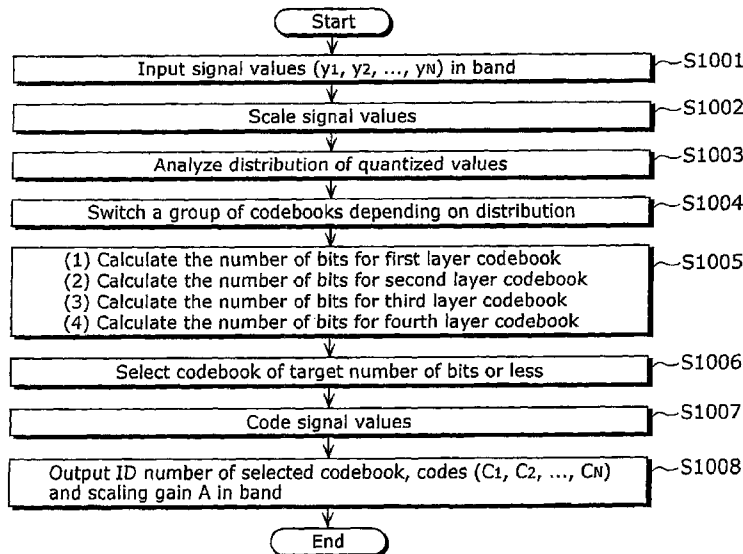 Start
Input signal values (y1, y2, ..., yN) in band
S1001
Scale signal values
S1002
Analyze distribution of quantized values
S1003
Switch a group of codebooks depending on distribution
S1004
(1) Calculate the number of bits for first layer codebook
(2) Calculate the number of bits for second layer codebook
(3) Calculate the number of bits for third layer codebook
(4) Calculate the number of bits for fourth layer codebook
S1005
Select codebook of target number of bits or less
S1006
Code signal values
S1007
Output ID number of selected codebook, codes (C1, C2, ..., CN)
and scaling gain A in band
S1008
End